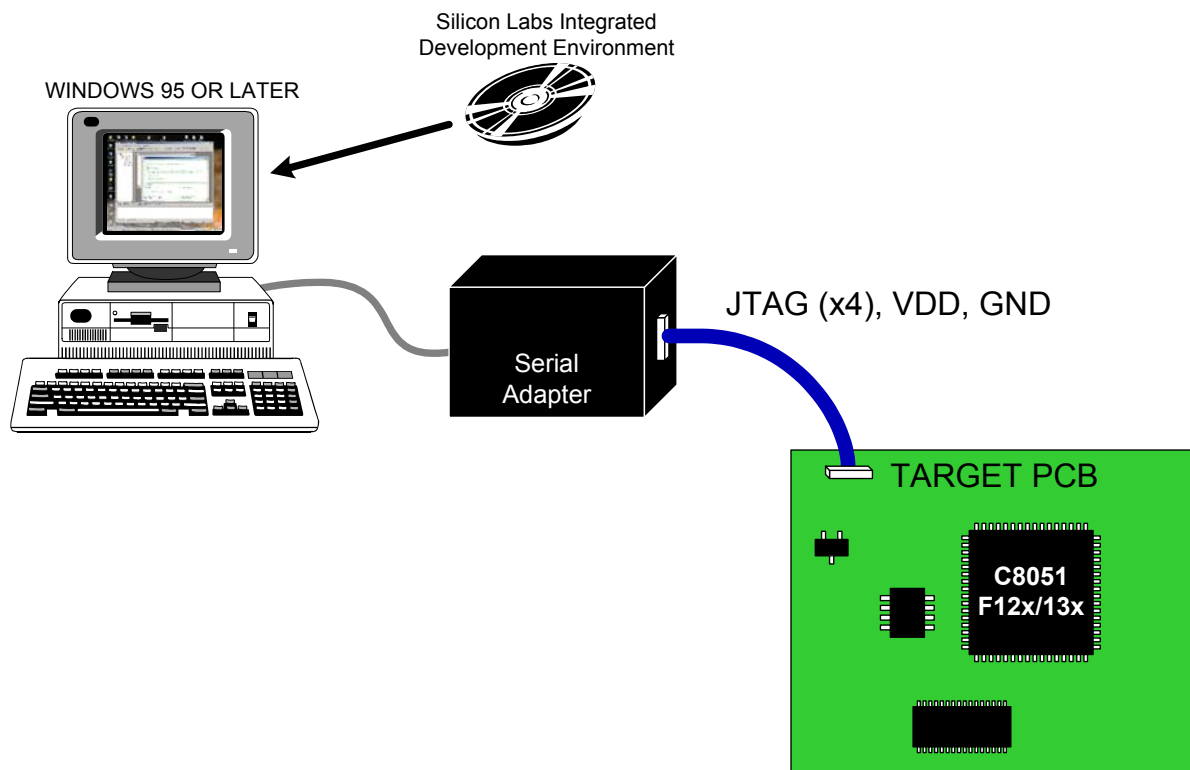 Silicon Labs Integrated
Development Environment
WINDOWS 95 OR LATER
JTAG (x4), VDD, GND
Serial
Adapter
TARGET PCB
C8051
F12x/13x